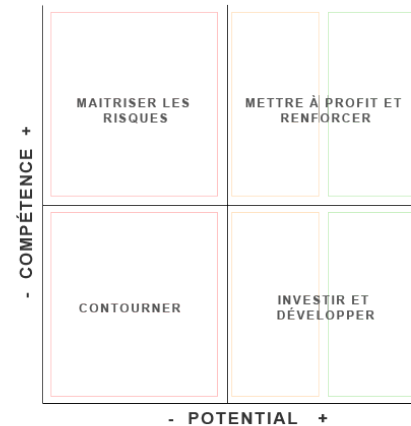 MAITRISER LES
RISQUES
METTRE À PROFIT ET
RENFORCER
- COMPÉTENCE +
CONTOURNER
INVESTIR ET
DÉVELOPPER
- POTENTIAL +